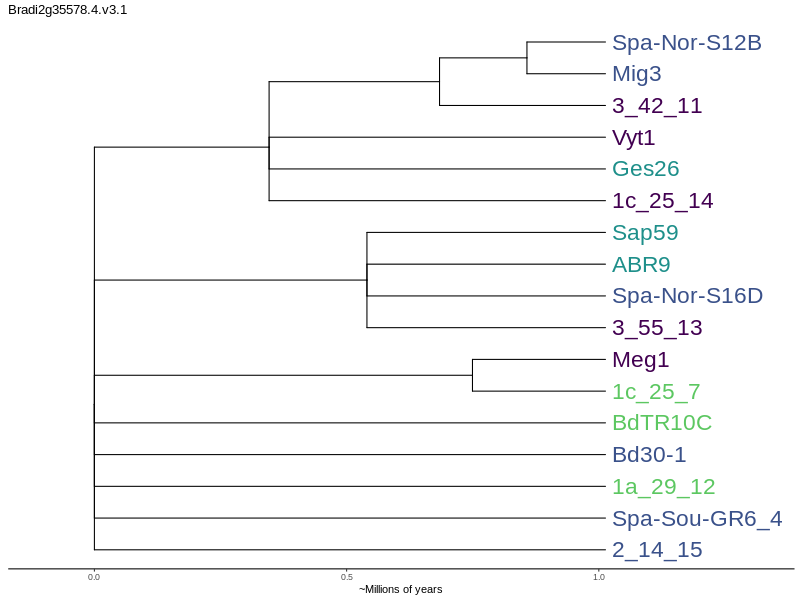 Bradi2g35578.4.v3.1
Spa-Nor-S12B
Mig3
3_42_11
Vyt1
Ges26
1c_25_14
Sap59
ABR9
Spa-Nor-S16D
3_55_13
Meg1
1c_25_7
BdTR10C
Bd30-1
1a_29_12
Spa-Sou-GR6_4
2_14_15
0.0 0.5 1.0
~Millions of years